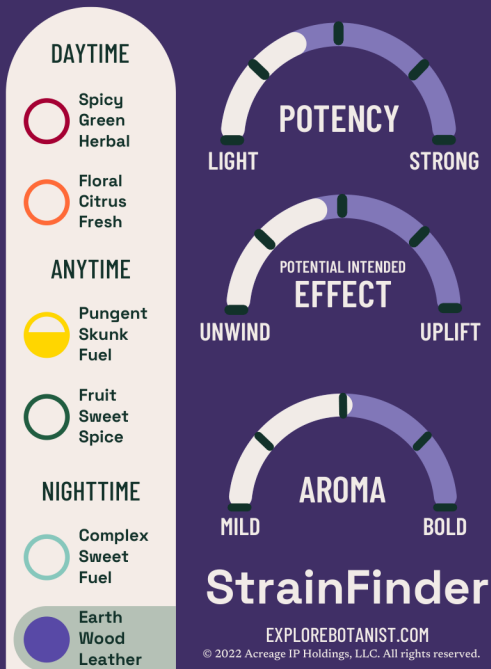 DAYTIME
Spicy
Green
Herbal
Floral
Citrus
Fresh
ANYTIME
Pungent
Skunk
Fuel
Fruit
Sweet
Spice
NIGHTTIME
Complex
Sweet
Fuel
Earth
Wood
Leather
POTENCY
LIGHT STRONG
POTENTIAL INTENDED
EFFECT
UNWIND UPLIFT
AROMA
MILD BOLD
StrainFinder
EXPLOREBOTANIST.COM
© 2022 Acreage IP Holdings, LLC. All rights reserved.